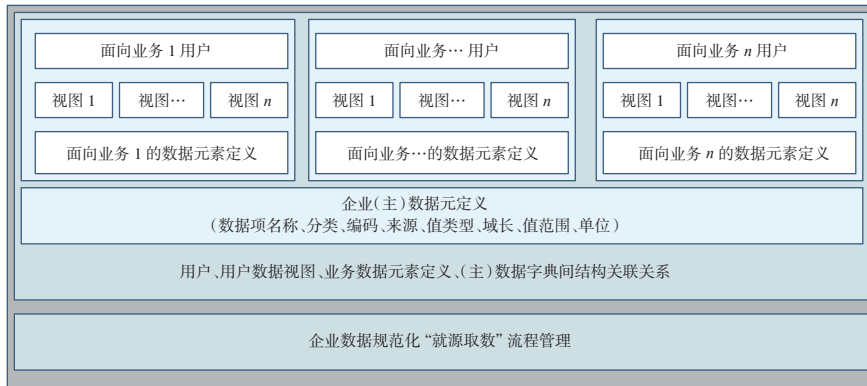 面向业务 1 用户
面向业务… 用户
面向业务 n 用户
视图 1
视图…
视图 n
视图 1
视图…
视图 n
视图 1
视图…
视图 n
面向业务 1 的数据元素定义
面向业务…的数据元素定义
面向业务 n 的数据元素定义
企业(主)数据元定义
(数据项名称、分类、编码、来源、值类型、域长、值范围、单位)
用户、用户数据视图、业务数据元素定义、(主)数据字典间结构关联关系
企业数据规范化“就源取数”流程管理